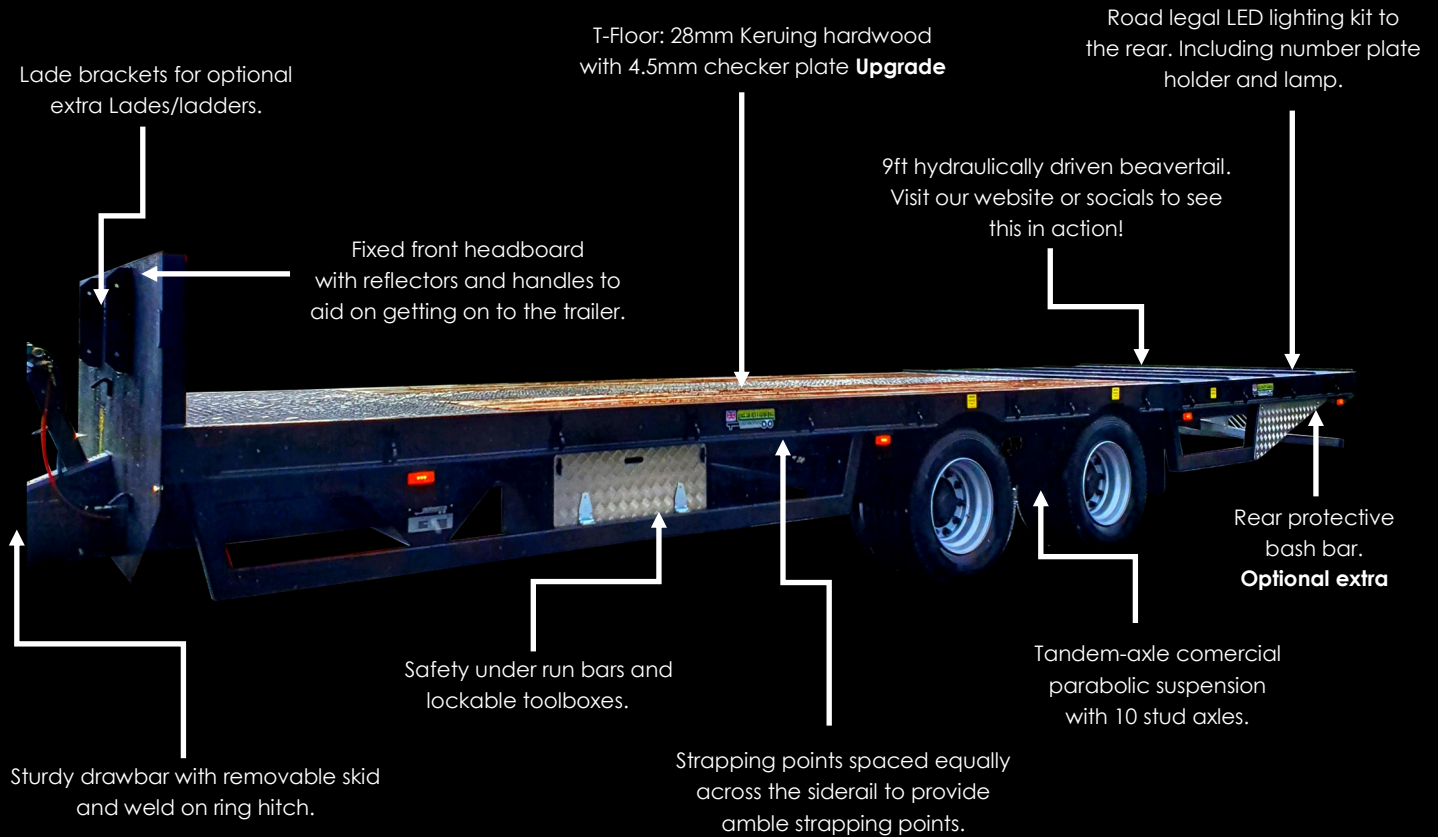 Lade brackets for optional
extra Lades/ladders.
T-Floor: 28mm Keruing hardwood
with 4.5mm checker plate Upgrade
Road legal LED lighting kit to
the rear. Including number plate
holder and lamp.
9ft hydraulically driven beavertail.
Visit our website or socials to see
this in action!
Fixed front headboard
with reflectors and handles to
aid on getting on to the trailer.
Rear protective
bash bar.
Optional extra
Safety under run bars and
lockable toolboxes.
Tandem-axle comercial
parabolic suspension
with 10 stud axles.
Sturdy drawbar with removable skid
and weld on ring hitch.
Strapping points spaced equally
across the siderail to provide
amble strapping points.